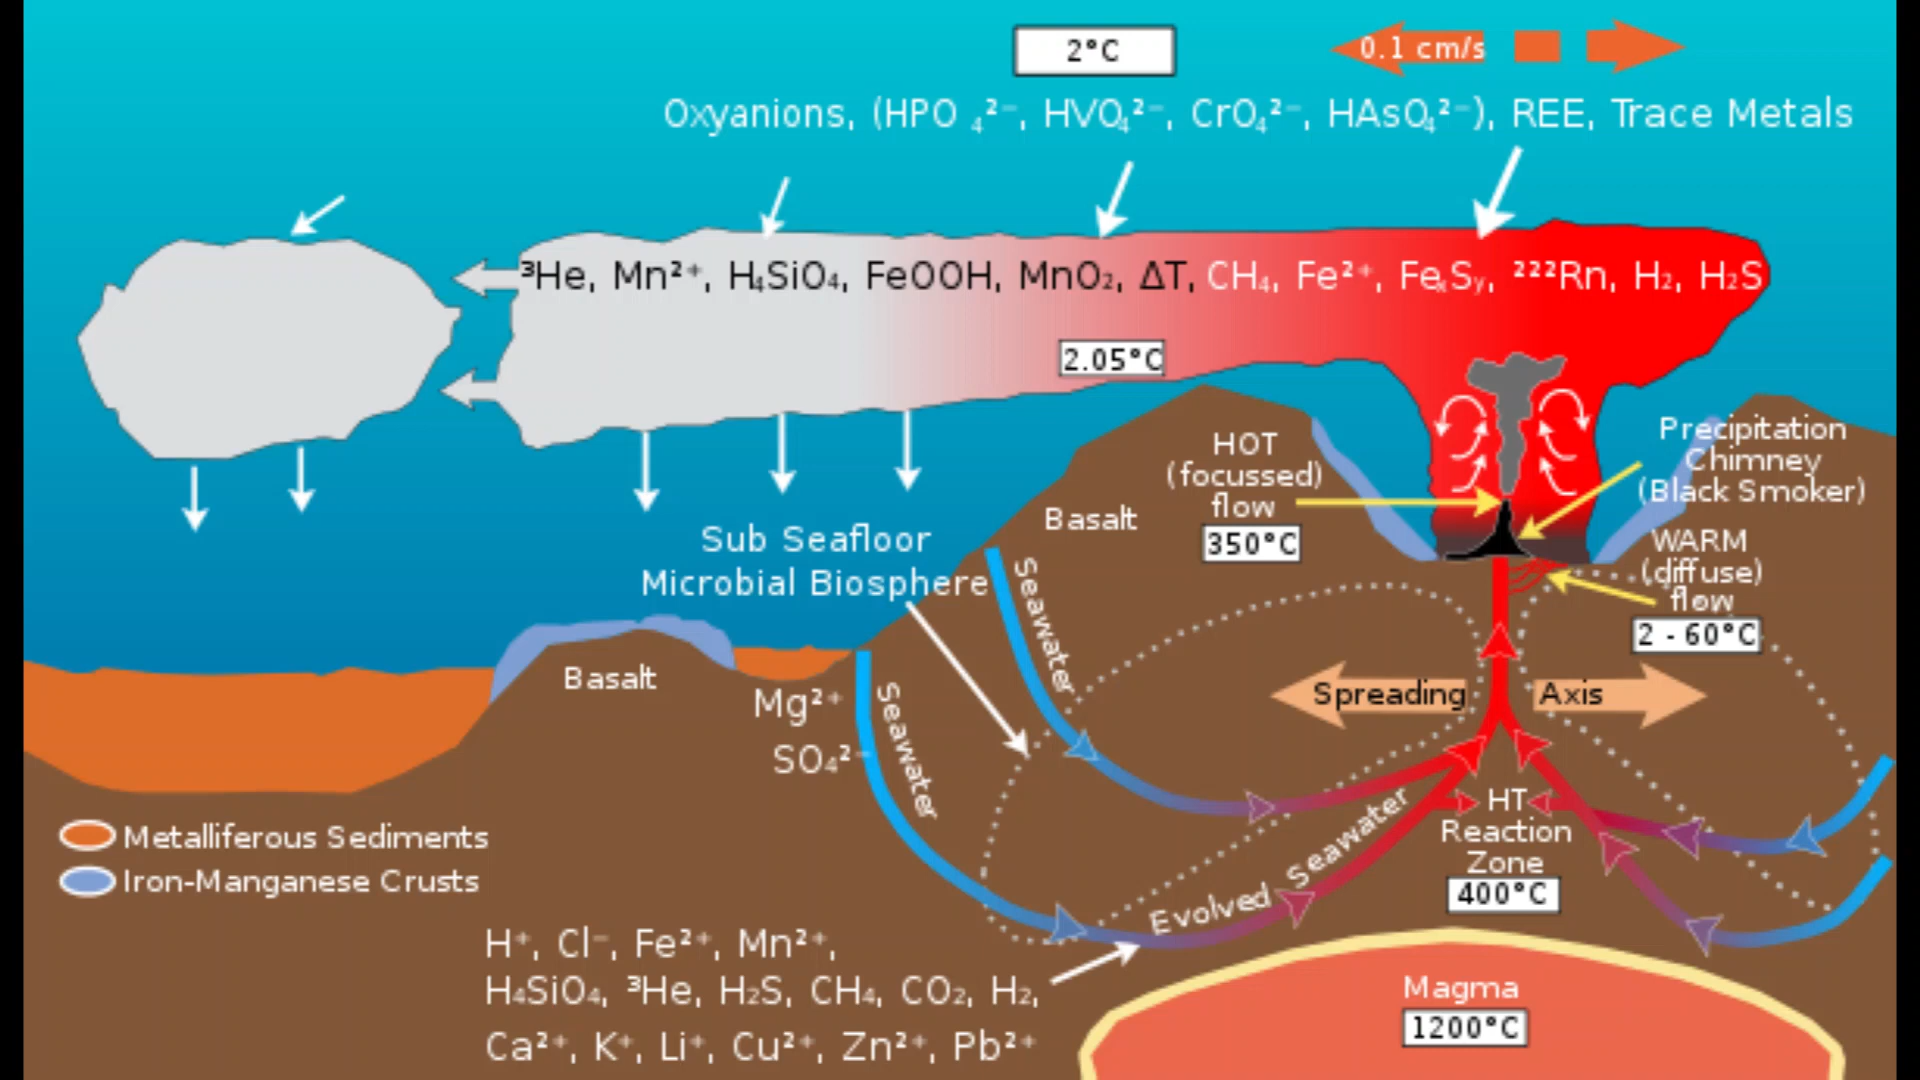 2°C
0.1 cm/s
Oxyanions, (HPO ₄²⁻, HVO₄²⁻, CrO₄²⁻, HAsO₄²⁻), REE, Trace Metals
³He, Mn²⁺, H₄SiO₄, FeOOH, MnO₂, ΔT, CH₄, Fe²⁺, FeₓSᵧ, ²²²Rn, H₂, H₂S
2.05°C
HOT
(focussed)
flow
350°C
Precipitation
Chimney
(Black Smoker)
WARM
(diffuse)
flow
2 - 60°C
Basalt
Sub Seafloor
Microbial Biosphere
Seawater
Basalt
Mg²⁺
SO₄²⁻
Seawater
Spreading Axis
HT
Reaction
Zone
400°C
Evolved Seawater
Metalliferous Sediments
Iron-Manganese Crusts
H⁺, Cl⁻, Fe²⁺, Mn²⁺,
H₄SiO₄, ³He, H₂S, CH₄, CO₂, H₂,
Ca²⁺, K⁺, Li⁺, Cu²⁺, Zn²⁺, Pb²⁺
Magma
1200°C